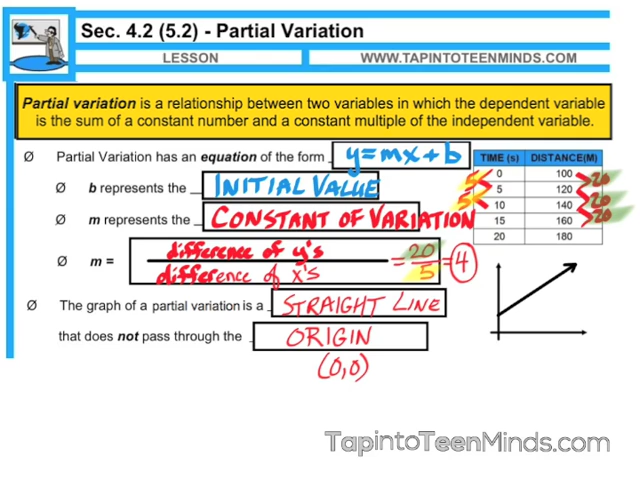 Sec. 4.2 (5.2) - Partial Variation
LESSON
WWW.TAPINTOTEENMINDS.COM
Partial variation is a relationship between two variables in which the dependent variable
is the sum of a constant number and a constant multiple of the independent variable.
Ø Partial Variation has an equation of the form y=mx+b
Ø b represents the INITIAL VALUE
Ø m represents the CONSTANT OF VARIATION
Ø m = difference of y's
difference of x's
= 20
5
= 4
Ø The graph of a partial variation is a STRAIGHT LINE
that does not pass through the ORIGIN
(0,0)
TIME (s) DISTANCE(M)
0 100
5 120
10 140
15 160
20 180
5
5
20
20
20
TapintoTeenMinds.com